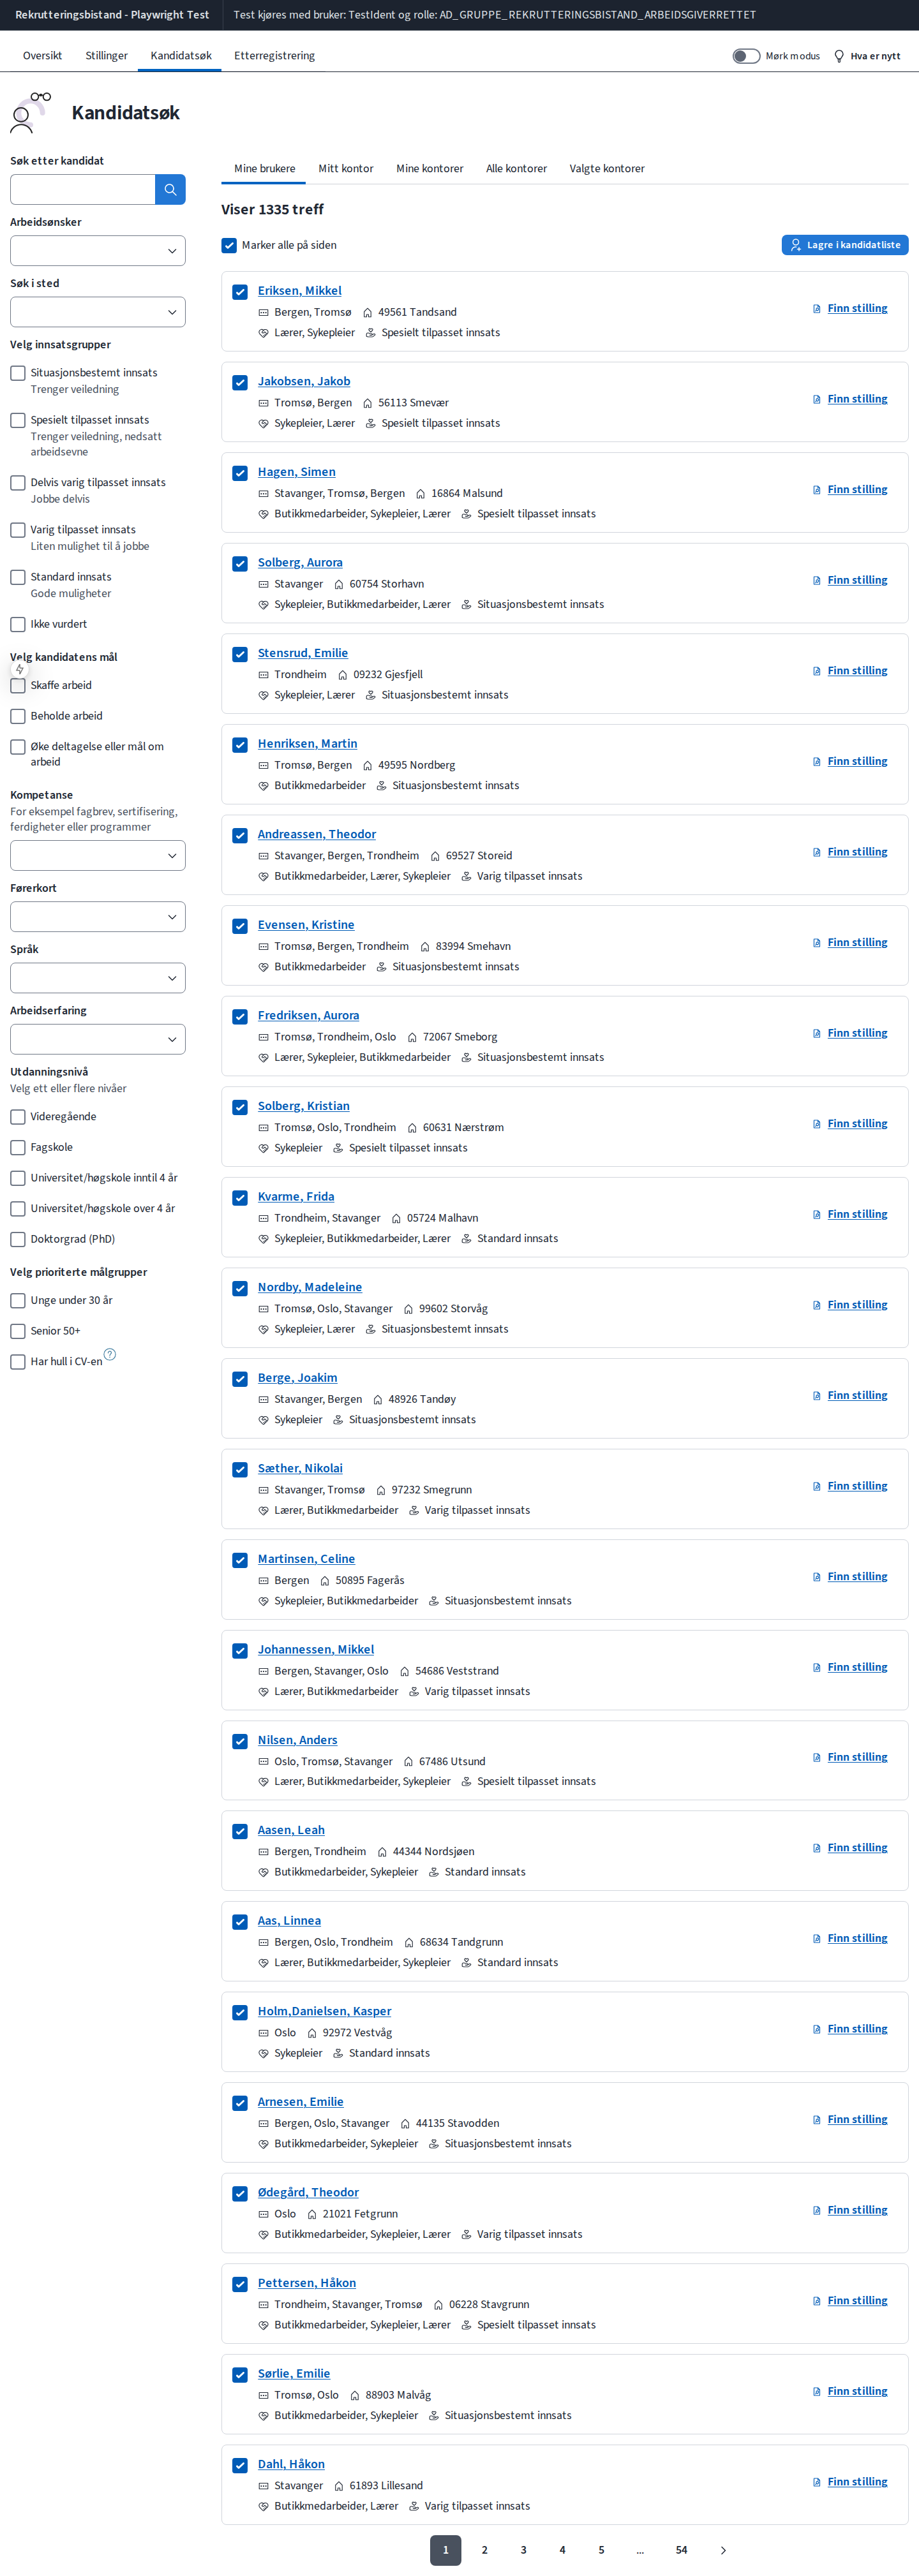 Rekrutteringsbistand - Playwright Test
Test kjøres med bruker: TestIdent og rolle: AD_GRUPPE_REKRUTTERINGSBISTAND_ARBEIDSGIVERRETTET
Oversikt
Stillinger
Kandidatsøk
Etterregistrering
Mørk modus
Hva er nytt
Kandidatsøk
Søk etter kandidat
Arbeidsønsker
Søk i sted
Velg innsatsgrupper
Situasjonsbestemt innsats
Trenger veiledning
Spesielt tilpasset innsats
Trenger veiledning, nedsatt
arbeidsevne
Delvis varig tilpasset innsats
Jobbe delvis
Varig tilpasset innsats
Liten mulighet til å jobbe
Standard innsats
Gode muligheter
Ikke vurdert
Velg kandidatens mål
Skaffe arbeid
Beholde arbeid
Øke deltagelse eller mål om
arbeid
Kompetanse
For eksempel fagbrev, sertifisering,
ferdigheter eller programmer
Førerkort
Språk
Arbeidserfaring
Utdanningsnivå
Velg ett eller flere nivåer
Videregående
Fagskole
Universitet/høgskole inntil 4 år
Universitet/høgskole over 4 år
Doktorgrad (PhD)
Velg prioriterte målgrupper
Unge under 30 år
Senior 50+
Har hull i CV-en
Mine brukere
Mitt kontor
Mine kontorer
Alle kontorer
Valgte kontorer
Viser 1335 treff
Marker alle på siden
Lagre i kandidatliste
Eriksen, Mikkel
Bergen, Tromsø 49561 Tandsand
Lærer, Sykepleier Spesielt tilpasset innsats
Finn stilling
Jakobsen, Jakob
Tromsø, Bergen 56113 Smevær
Sykepleier, Lærer Spesielt tilpasset innsats
Finn stilling
Hagen, Simen
Stavanger, Tromsø, Bergen 16864 Malsund
Butikkmedarbeider, Sykepleier, Lærer Spesielt tilpasset innsats
Finn stilling
Solberg, Aurora
Stavanger 60754 Storhavn
Sykepleier, Butikkmedarbeider, Lærer Situasjonsbestemt innsats
Finn stilling
Stensrud, Emilie
Trondheim 09232 Gjesfjell
Sykepleier, Lærer Situasjonsbestemt innsats
Finn stilling
Henriksen, Martin
Tromsø, Bergen 49595 Nordberg
Butikkmedarbeider Situasjonsbestemt innsats
Finn stilling
Andreassen, Theodor
Stavanger, Bergen, Trondheim 69527 Storeid
Butikkmedarbeider, Lærer, Sykepleier Varig tilpasset innsats
Finn stilling
Evensen, Kristine
Tromsø, Bergen, Trondheim 83994 Smehavn
Butikkmedarbeider Situasjonsbestemt innsats
Finn stilling
Fredriksen, Aurora
Tromsø, Trondheim, Oslo 72067 Smeborg
Lærer, Sykepleier, Butikkmedarbeider Situasjonsbestemt innsats
Finn stilling
Solberg, Kristian
Tromsø, Oslo, Trondheim 60631 Nærstrøm
Sykepleier Spesielt tilpasset innsats
Finn stilling
Kvarme, Frida
Trondheim, Stavanger 05724 Malhavn
Sykepleier, Butikkmedarbeider, Lærer Standard innsats
Finn stilling
Nordby, Madeleine
Tromsø, Oslo, Stavanger 99602 Storvåg
Sykepleier, Lærer Situasjonsbestemt innsats
Finn stilling
Berge, Joakim
Stavanger, Bergen 48926 Tandøy
Sykepleier Situasjonsbestemt innsats
Finn stilling
Sæther, Nikolai
Stavanger, Tromsø 97232 Smegrunn
Lærer, Butikkmedarbeider Varig tilpasset innsats
Finn stilling
Martinsen, Celine
Bergen 50895 Fagerås
Sykepleier, Butikkmedarbeider Situasjonsbestemt innsats
Finn stilling
Johannessen, Mikkel
Bergen, Stavanger, Oslo 54686 Veststrand
Lærer, Butikkmedarbeider Varig tilpasset innsats
Finn stilling
Nilsen, Anders
Oslo, Tromsø, Stavanger 67486 Utsund
Lærer, Butikkmedarbeider, Sykepleier Spesielt tilpasset innsats
Finn stilling
Aasen, Leah
Bergen, Trondheim 44344 Nordsjøen
Butikkmedarbeider, Sykepleier Standard innsats
Finn stilling
Aas, Linnea
Bergen, Oslo, Trondheim 68634 Tandgrunn
Lærer, Butikkmedarbeider, Sykepleier Standard innsats
Finn stilling
Holm,Danielsen, Kasper
Oslo 92972 Vestvåg
Sykepleier Standard innsats
Finn stilling
Arnesen, Emilie
Bergen, Oslo, Stavanger 44135 Stavodden
Butikkmedarbeider, Sykepleier Situasjonsbestemt innsats
Finn stilling
Ødegård, Theodor
Oslo 21021 Fetgrunn
Butikkmedarbeider, Sykepleier, Lærer Varig tilpasset innsats
Finn stilling
Pettersen, Håkon
Trondheim, Stavanger, Tromsø 06228 Stavgrunn
Butikkmedarbeider, Sykepleier, Lærer Spesielt tilpasset innsats
Finn stilling
Sørlie, Emilie
Tromsø, Oslo 88903 Malvåg
Butikkmedarbeider, Sykepleier Situasjonsbestemt innsats
Finn stilling
Dahl, Håkon
Stavanger 61893 Lillesand
Butikkmedarbeider, Lærer Varig tilpasset innsats
Finn stilling
1 2 3 4 5 ... 54